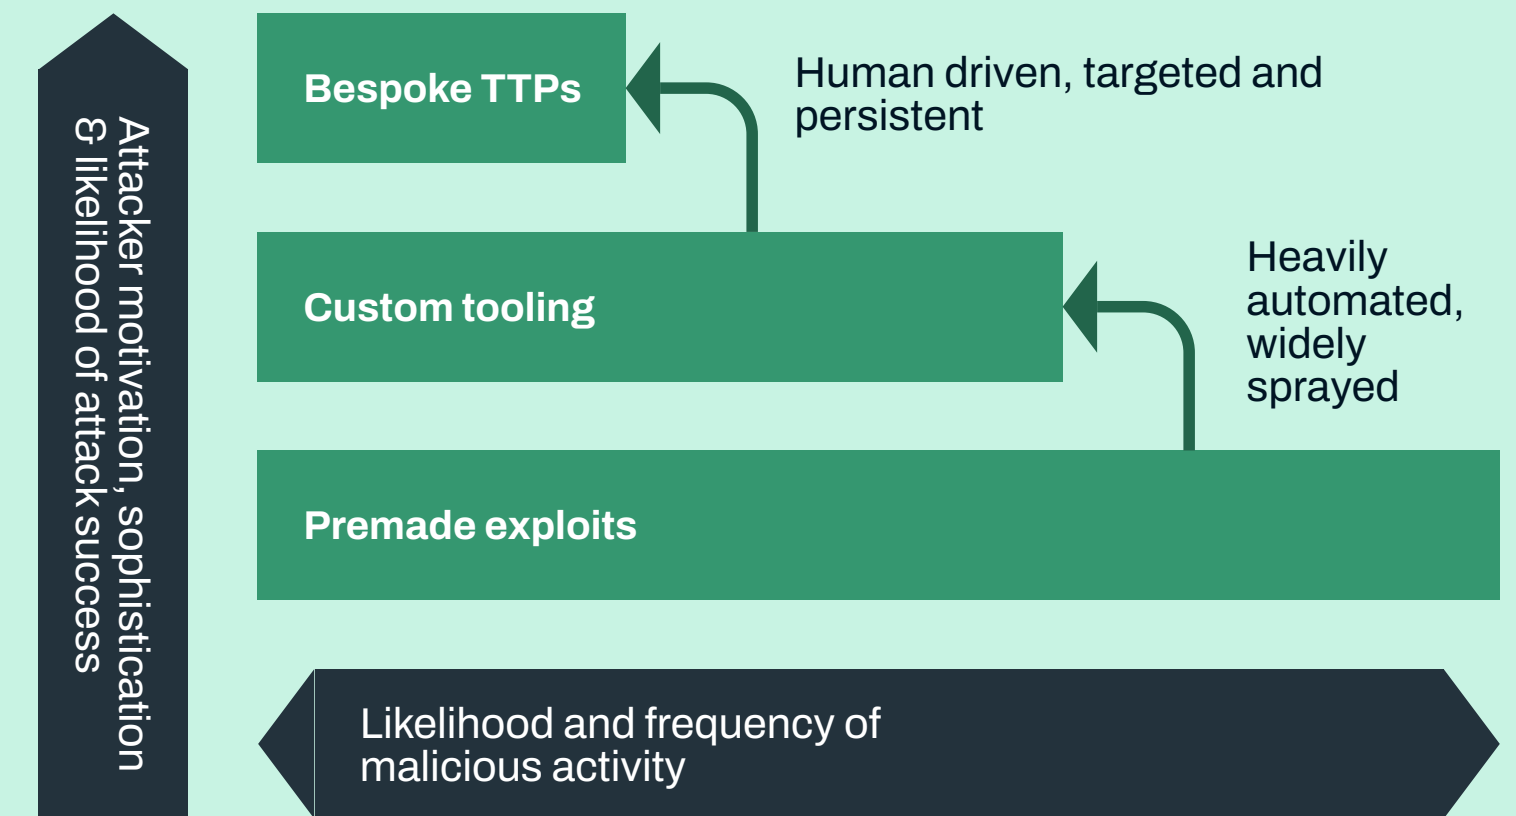 Attacker motivation, sophistication
& likelihood of attack success
Bespoke TTPs
Human driven, targeted and
persistent
Custom tooling
Heavily
automated,
widely
sprayed
Premade exploits
Likelihood and frequency of
malicious activity